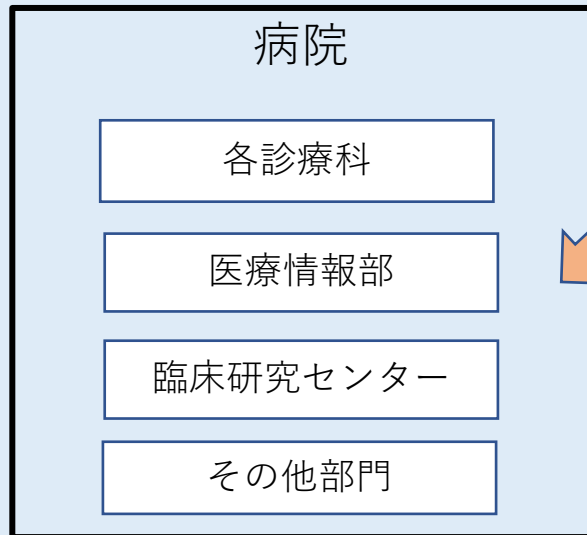 病院
各診療科
医療情報部
臨床研究センター
その他部門